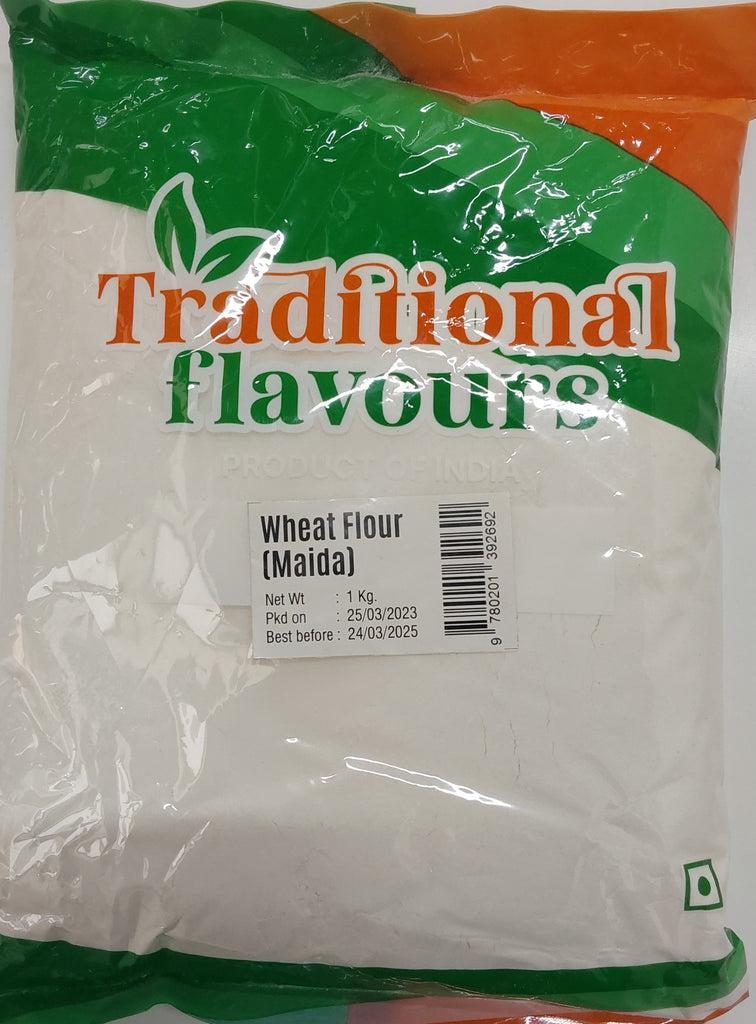 Traditional
flavours
PRODUCT OF INDIA
Wheat Flour
(Maida)
Net Wt : 1 Kg.
Pkd on : 25/03/2023
Best before : 24/03/2025
9 780201 392692